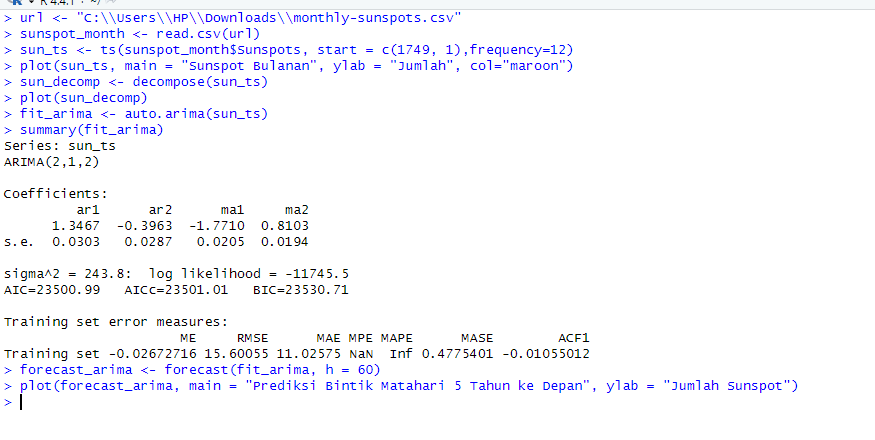 R 4.4.1 · ~/
> url <- "C:\\Users\\HP\\Downloads\\monthly-sunspots.csv"
> sunspot_month <- read.csv(url)
> sun_ts <- ts(sunspot_month$Sunspots, start = c(1749, 1),frequency=12)
> plot(sun_ts, main = "Sunspot Bulanan", ylab = "Jumlah", col="maroon")
> sun_decomp <- decompose(sun_ts)
> plot(sun_decomp)
> fit_arima <- auto.arima(sun_ts)
> summary(fit_arima)
Series: sun_ts
ARIMA(2,1,2)
Coefficients:
ar1 ar2 ma1 ma2
1.3467 -0.3963 -1.7710 0.8103
s.e. 0.0303 0.0287 0.0205 0.0194
sigma^2 = 243.8: log likelihood = -11745.5
AIC=23500.99 AICc=23501.01 BIC=23530.71
Training set error measures:
ME RMSE MAE MPE MAPE MASE ACF1
Training set -0.02672716 15.60055 11.02575 NaN Inf 0.4775401 -0.01055012
> forecast_arima <- forecast(fit_arima, h = 60)
> plot(forecast_arima, main = "Prediksi Bintik Matahari 5 Tahun ke Depan", ylab = "Jumlah Sunspot")
>